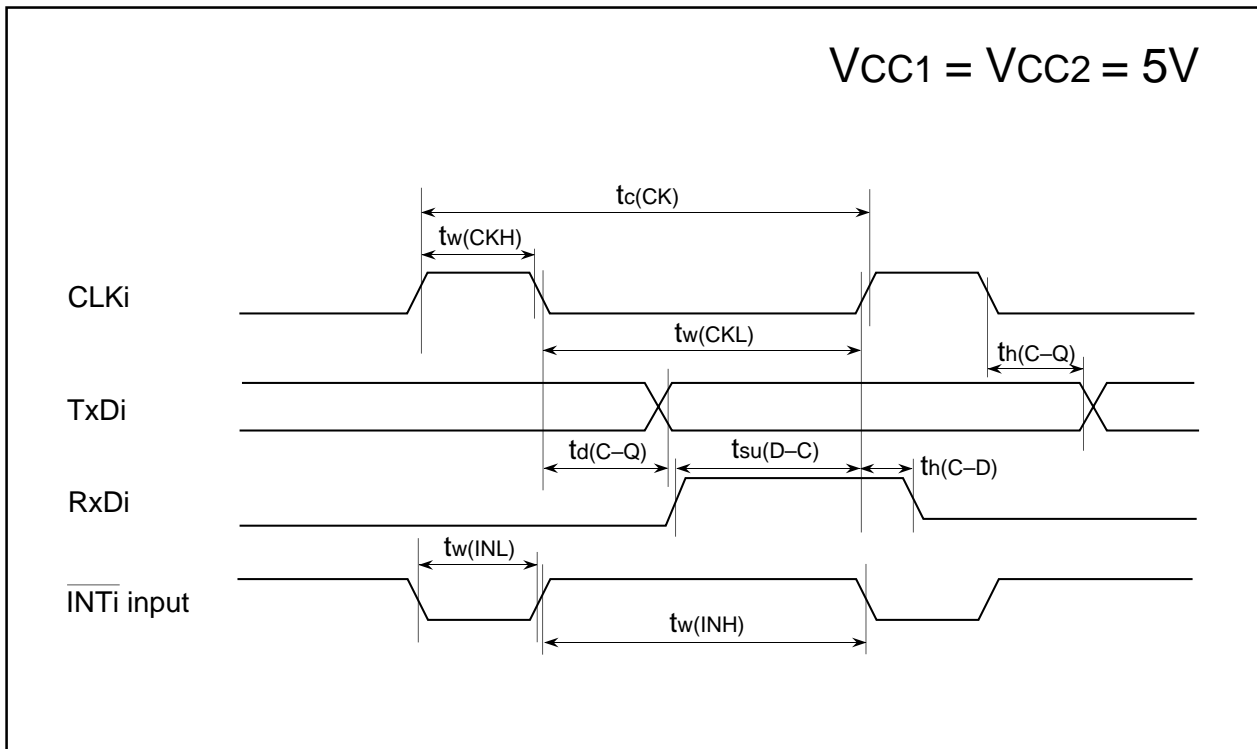 VCC1 = VCC2 = 5V
tc(CK)
tw(CKH)
CLKi
tw(CKL)
th(C–Q)
TxDi
td(C–Q)
tsu(D–C)
th(C–D)
RxDi
tw(INL)
INTi input
tw(INH)